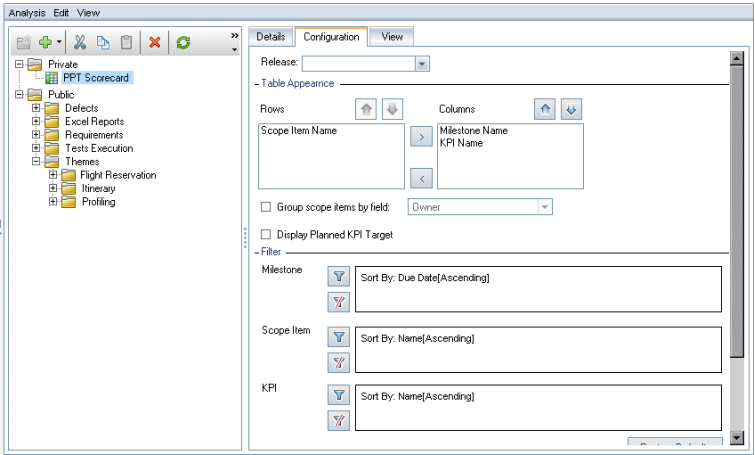 Analysis Edit View
»
Private
PPT Scorecard
Public
Defects
Excel Reports
Requirements
Tests Execution
Themes
Flight Reservation
Itinerary
Profiling
Details Configuration View
Release:
Table Appearnce
Rows Columns
Scope Item Name
Milestone Name
KPI Name
>
<
Group scope items by field: Owner
Display Planned KPI Target
Filter
Milestone
Sort By: Due Date[Ascending]
Scope Item
Sort By: Name[Ascending]
KPI
Sort By: Name[Ascending]